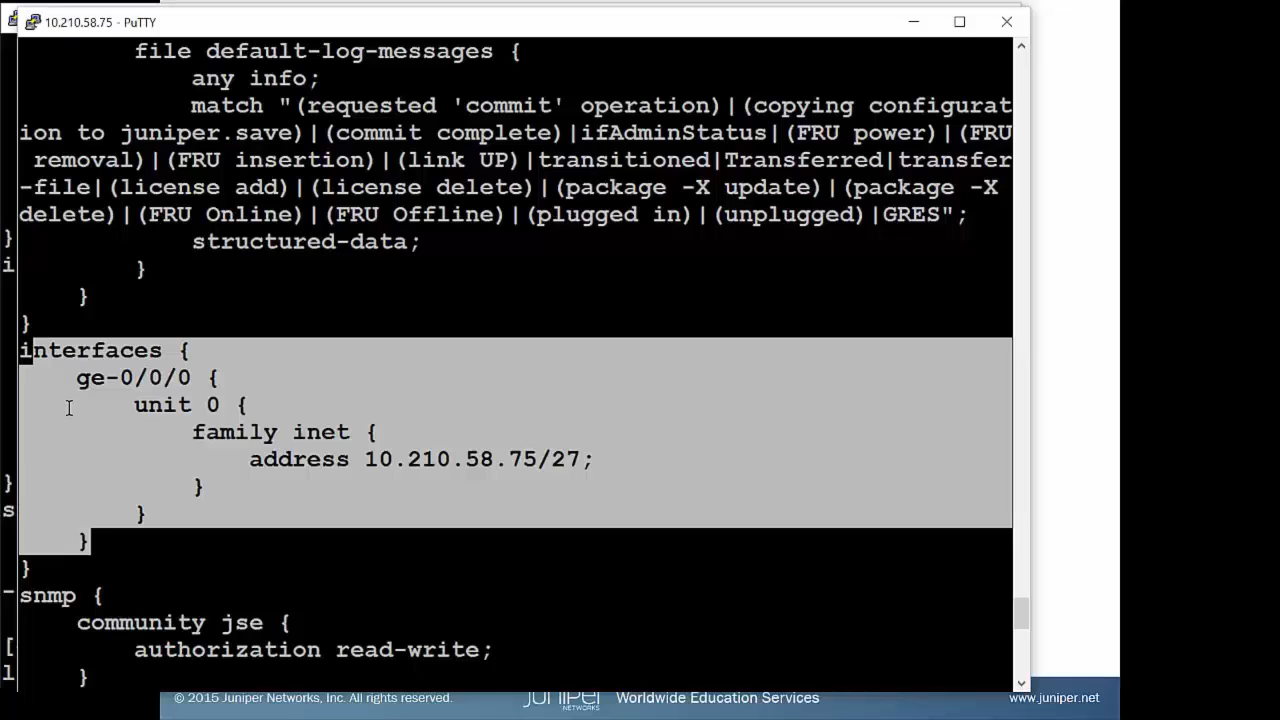 10.210.58.75 - PuTTY
file default-log-messages {
any info;
match "(requested 'commit' operation)|(copying configurat
ion to juniper.save)|(commit complete)|ifAdminStatus|(FRU power)|(FRU
removal)|(FRU insertion)|(link UP)|transitioned|Transferred|transfer
-file|(license add)|(license delete)|(package -X update)|(package -X
delete)|(FRU Online)|(FRU Offline)|(plugged in)|(unplugged)|GRES";
structured-data;
}
}
}
interfaces {
ge-0/0/0 {
unit 0 {
family inet {
address 10.210.58.75/27;
}
}
}
}
snmp {
community jse {
authorization read-write;
}
}
i
}
s
-
[
l
© 2015 Juniper Networks, Inc. All rights reserved.
JUNIPER
NETWORKS
Worldwide Education Services
www.juniper.net